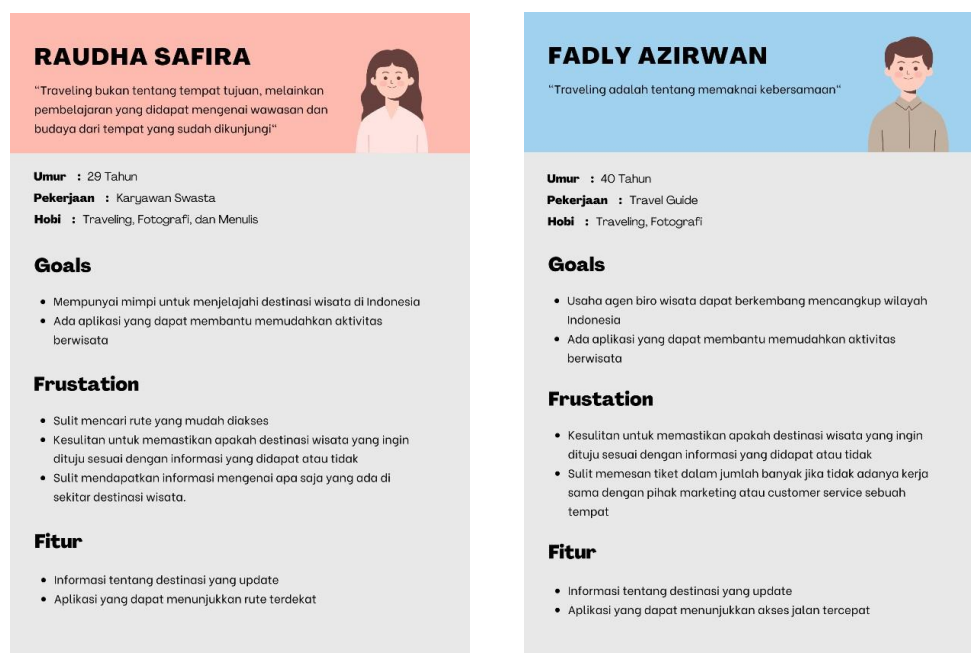 RAUDHA SAFIRA
"Traveling bukan tentang tempat tujuan, melainkan
pembelajaran yang didapat mengenai wawasan dan
budaya dari tempat yang sudah dikunjungi"
Umur : 29 Tahun
Pekerjaan : Karyawan Swasta
Hobi : Traveling, Fotografi, dan Menulis
Goals
• Mempunyai mimpi untuk menjelajahi destinasi wisata di Indonesia
• Ada aplikasi yang dapat membantu memudahkan aktivitas
berwisata
Frustation
• Sulit mencari rute yang mudah diakses
• Kesulitan untuk memastikan apakah destinasi wisata yang ingin
dituju sesuai dengan informasi yang didapat atau tidak
• Sulit mendapatkan informasi mengenai apa saja yang ada di
sekitar destinasi wisata.
Fitur
• Informasi tentang destinasi yang update
• Aplikasi yang dapat menunjukkan rute terdekat
FADLY AZIRWAN
"Traveling adalah tentang memaknai kebersamaan"
Umur : 40 Tahun
Pekerjaan : Travel Guide
Hobi : Traveling, Fotografi
Goals
• Usaha agen biro wisata dapat berkembang mencangkup wilayah
Indonesia
• Ada aplikasi yang dapat membantu memudahkan aktivitas
berwisata
Frustation
• Kesulitan untuk memastikan apakah destinasi wisata yang ingin
dituju sesuai dengan informasi yang didapat atau tidak
• Sulit memesan tiket dalam jumlah banyak jika tidak adanya kerja
sama dengan pihak marketing atau customer service sebuah
tempat
Fitur
• Informasi tentang destinasi yang update
• Aplikasi yang dapat menunjukkan akses jalan tercepat